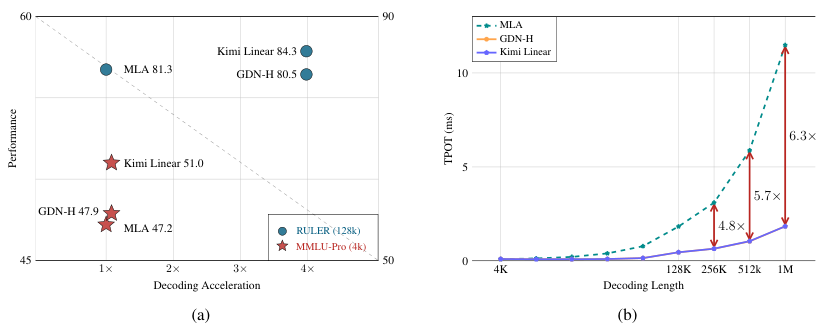 60
90
Performance
Kimi Linear 84.3
MLA 81.3
GDN-H 80.5
Kimi Linear 51.0
GDN-H 47.9
MLA 47.2
RULER (128k)
MMLU-Pro (4k)
45
50
1× 2× 3× 4×
Decoding Acceleration
(a)
MLA
GDN-H
Kimi Linear
TPOT (ms)
10
5
0
6.3×
5.7×
4.8×
4K 128K 256K 512k 1M
Decoding Length
(b)